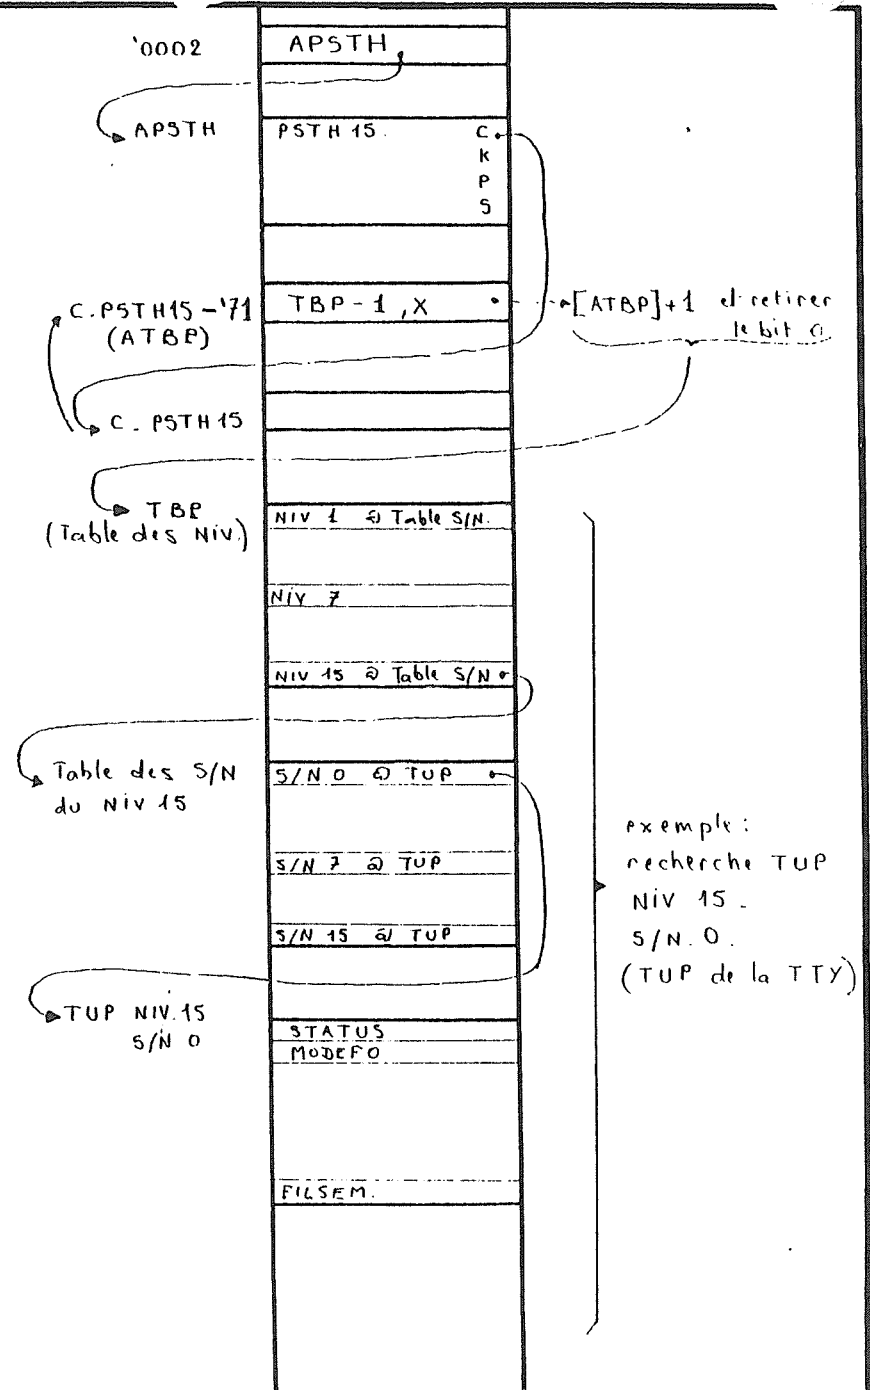 '0002 APSTH
APSTH PSTH 15. C
K
P
S
C.PSTH15-'71 TBP-1,X [ATBP]+1 et retirer
(ATBP) le bit 0
C. PSTH15
TBP NIV 1 @ Table S/N.
(Table des NIV.)
NIV 7
NIV 15 @ Table S/N
Table des S/N S/N 0 @ TUP
du NIV 15
exemple:
S/N 7 @ TUP recherche TUP
NIV 15.
S/N 15 @ TUP S/N.0.
(TUP de la TTY)
TUP NIV.15 STATUS
S/N 0 MODEFO
FILSEM.